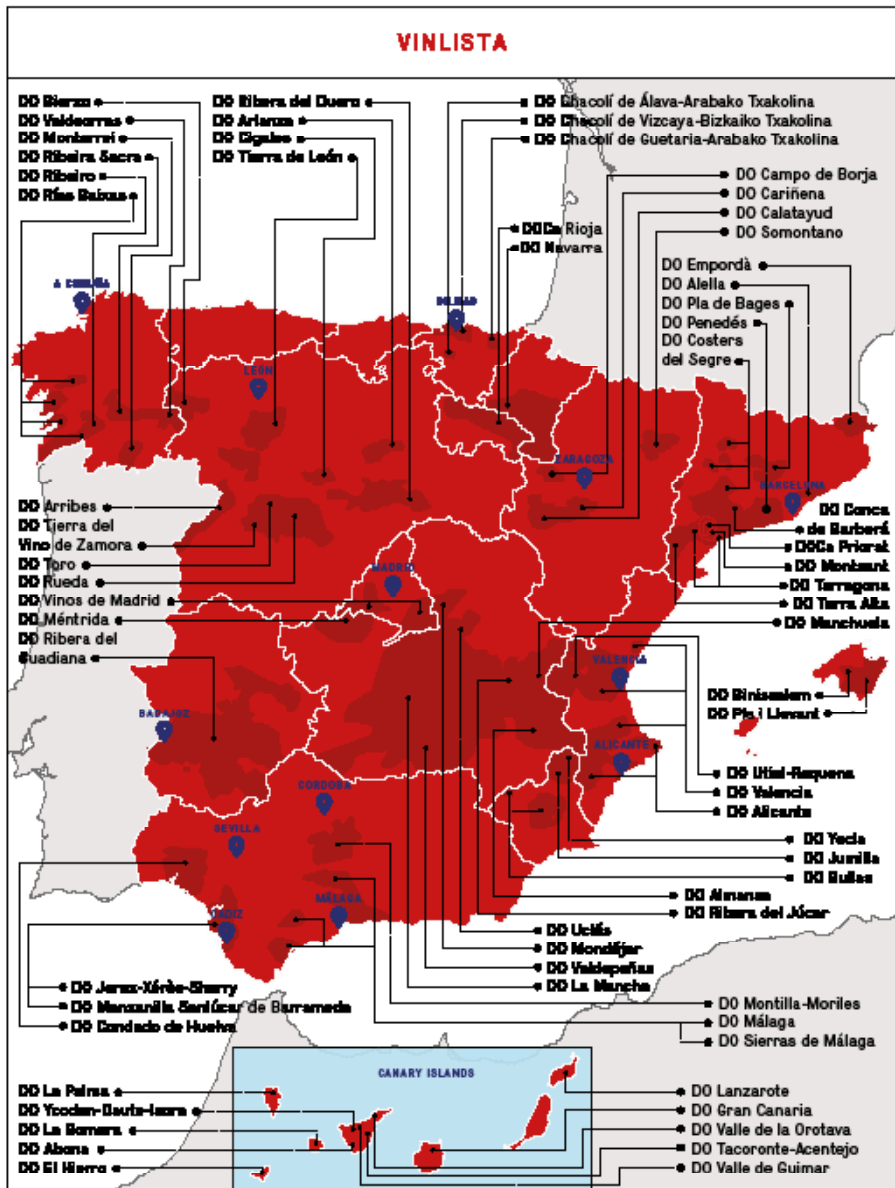 VINLISTA
DO Bierzo
DO Valdeorras
DO Monterrei
DO Ribeira Sacra
DO Ribeiro
DO Rías Baixas
DO Ribera del Duero
DO Arlanza
DO Cigales
DO Tierra de León
DO Chacolí de Álava-Arabako Txakolina
DO Chacolí de Vizcaya-Bizkaiko Txakolina
DO Chacolí de Guetaria-Arabako Txakolina
DO Campo de Borja
DO Cariñena
DO Calatayud
DO Somontano
DOCa Rioja
DO Navarra
DO Empordà
DO Alella
DO Pla de Bages
DO Penedés
DO Costers
del Segre
A CORUÑA
BILBAO
LEÓN
ZARAGOZA
BARCELONA
DO Arribes
DO Tierra del
Vino de Zamora
DO Toro
DO Rueda
DO Vinos de Madrid
DO Méntrida
DO Ribera del
Guadiana
MADRID
DO Conca
de Barberá
DOCa Priorat
DO Montsant
DO Tarragona
DO Terra Alta
DO Manchuela
VALENCIA
BADAJOZ
ALICANTE
DO Binissalem
DO Pla i Llevant
DO Utiel-Requena
DO Valencia
DO Alicante
CORDOBA
SEVILLA
MÁLAGA
CADIZ
DO Yecla
DO Jumilla
DO Bullas
DO Almansa
DO Ribera del Júcar
DO Uclés
DO Mondéjar
DO Valdepeñas
DO La Mancha
DO Jerez-Xérès-Sherry
DO Manzanilla Sanlúcar de Barrameda
DO Condado de Huelva
DO Montilla-Moriles
DO Málaga
DO Sierras de Málaga
CANARY ISLANDS
DO La Palma
DO Ycoden-Daute-Isora
DO La Gomera
DO Abona
DO El Hierro
DO Lanzarote
DO Gran Canaria
DO Valle de la Orotava
DO Tacoronte-Acentejo
DO Valle de Guimar